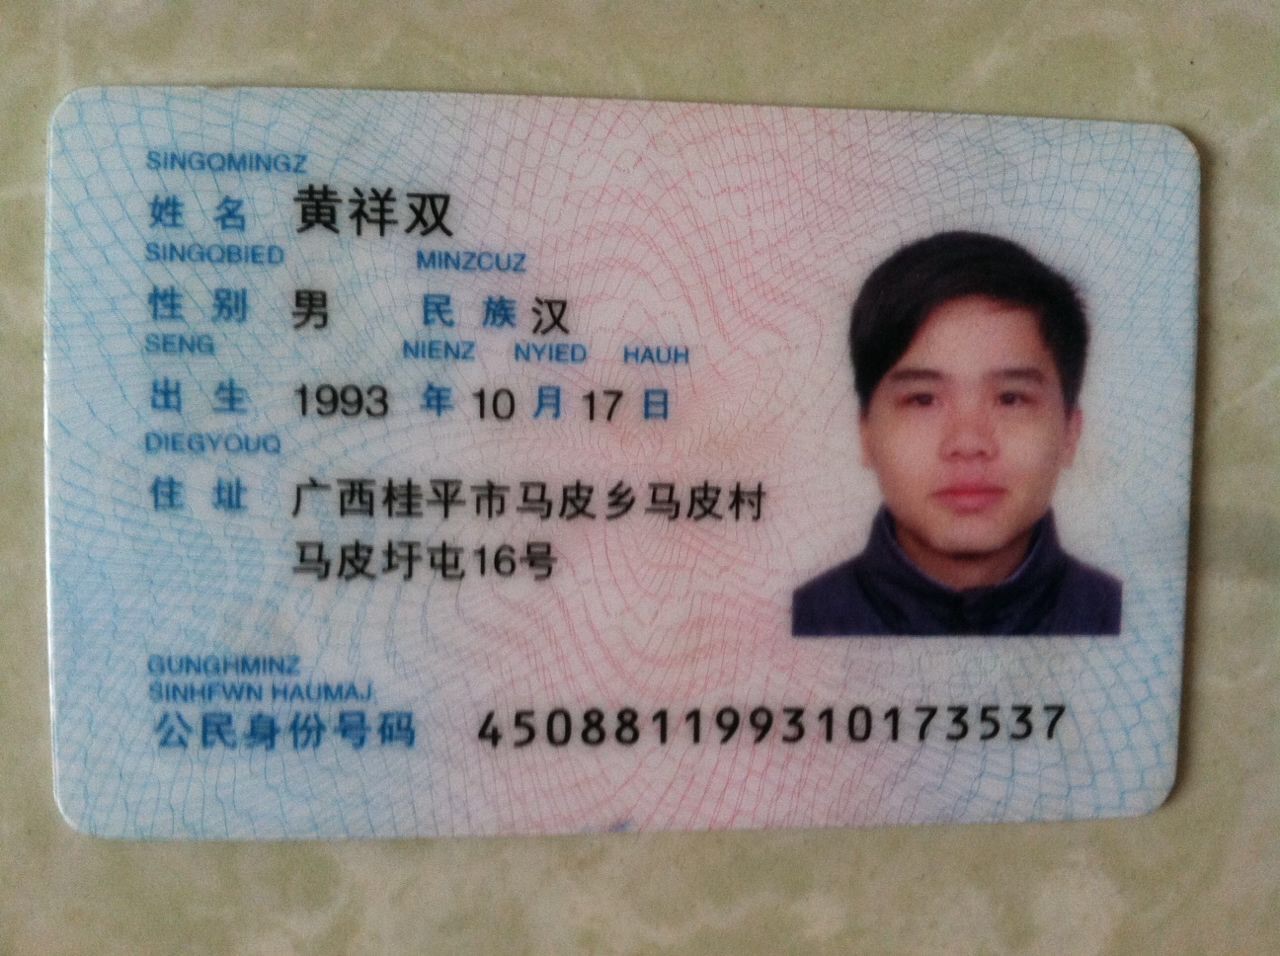 SINGQMINGZ
姓名 黄祥双
SINGQBIED MINZCUZ
性别 男 民族 汉
SENG NIENZ NYIED HAUH
出生 1993 年 10 月 17 日
DIEGYOUQ
住址 广西桂平市马皮乡马皮村
马皮圩屯16号
GUNGHMINZ
SINHFWN HAUMAJ
公民身份号码 450881199310173537